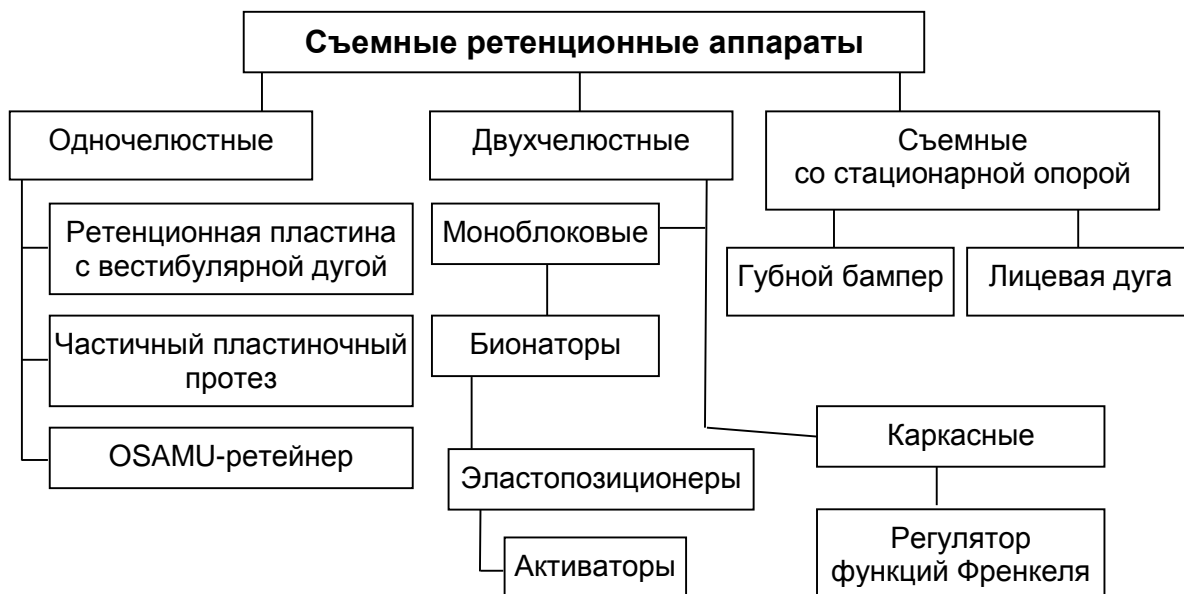 Съемные ретенционные аппараты
Одночелюстные
Двухчелюстные
Съемные
со стационарной опорой
Ретенционная пластина
с вестибулярной дугой
Моноблоковые
Губной бампер
Лицевая дуга
Частичный пластиночный
протез
Бионаторы
OSAMU-ретейнер
Эластопозиционеры
Каркасные
Активаторы
Регулятор
функций Френкеля